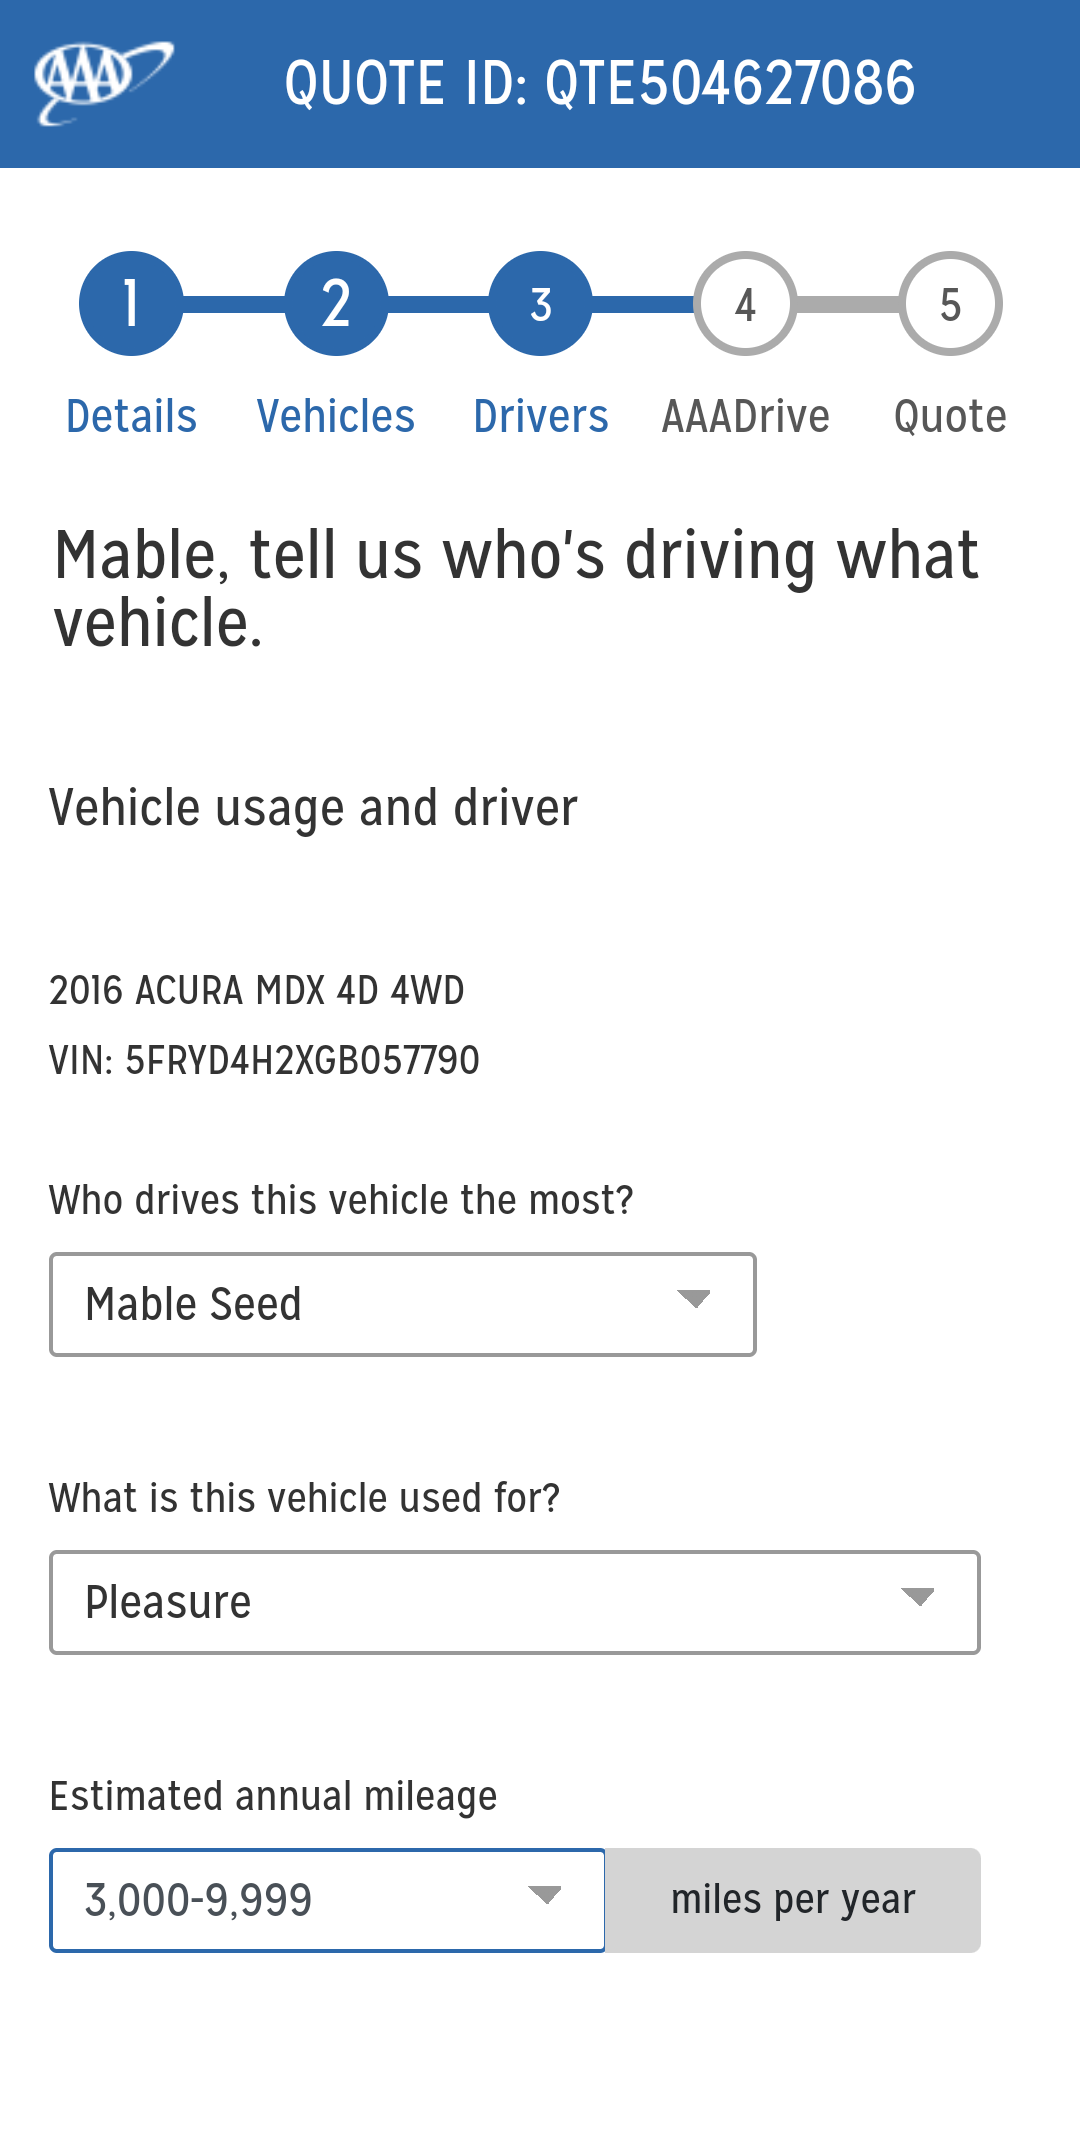 AAA
QUOTE ID: QTE504627086
1 2 3 4 5
Details Vehicles Drivers AAADrive Quote
Mable, tell us who's driving what
vehicle.
Vehicle usage and driver
2016 ACURA MDX 4D 4WD
VIN: 5FRYD4H2XGB057790
Who drives this vehicle the most?
Mable Seed
What is this vehicle used for?
Pleasure
Estimated annual mileage
3,000-9,999 miles per year